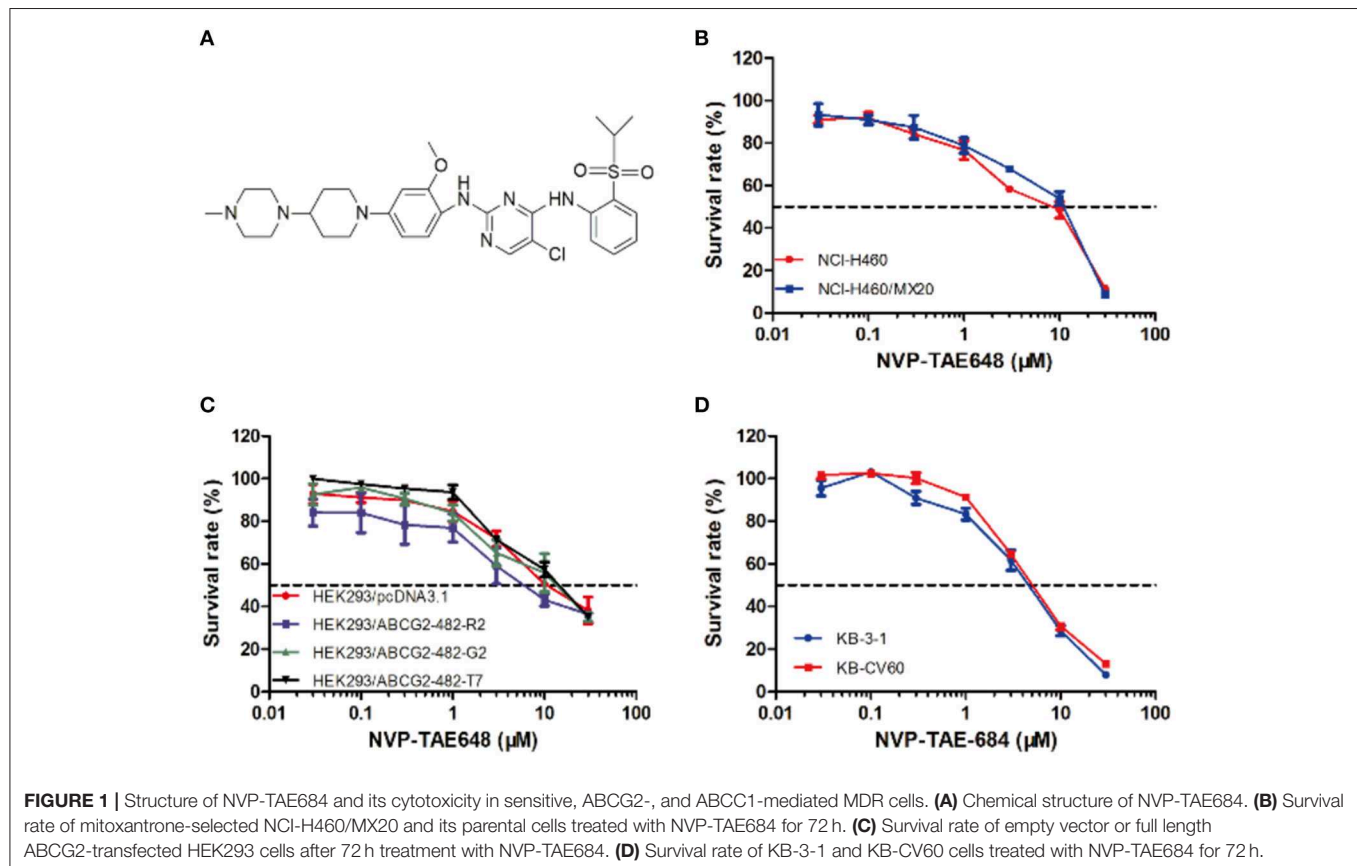 A
O
H
N
N
HN
O
S
O
N
N
N
N
Cl
B
Survival rate (%)
120
100
80
60
40
20
0
NCI-H460
NCI-H460/MX20
0.01 0.1 1 10 100
NVP-TAE648 (µM)
C
Survival rate (%)
120
100
80
60
40
20
0
HEK293/pcDNA3.1
HEK293/ABCG2-482-R2
HEK293/ABCG2-482-G2
HEK293/ABCG2-482-T7
0.01 0.1 1 10 100
NVP-TAE648 (µM)
D
Survival rate (%)
120
100
80
60
40
20
0
KB-3-1
KB-CV60
0.01 0.1 1 10 100
NVP-TAE-684 (µM)
FIGURE 1 | Structure of NVP-TAE684 and its cytotoxicity in sensitive, ABCG2-, and ABCC1-mediated MDR cells. (A) Chemical structure of NVP-TAE684. (B) Survival
rate of mitoxantrone-selected NCI-H460/MX20 and its parental cells treated with NVP-TAE684 for 72 h. (C) Survival rate of empty vector or full length
ABCG2-transfected HEK293 cells after 72 h treatment with NVP-TAE684. (D) Survival rate of KB-3-1 and KB-CV60 cells treated with NVP-TAE684 for 72 h.